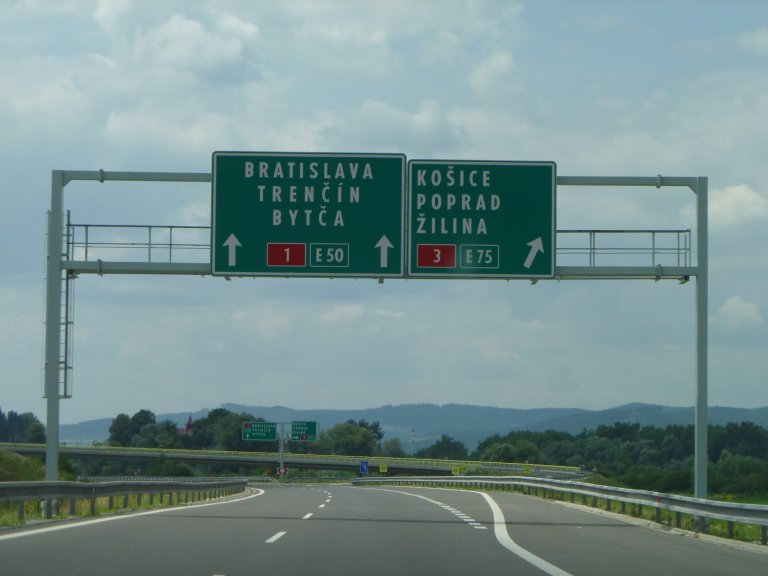 BRATISLAVA
TRENČÍN
BYTČA
1 E 50
KOŠICE
POPRAD
ŽILINA
3 E 75